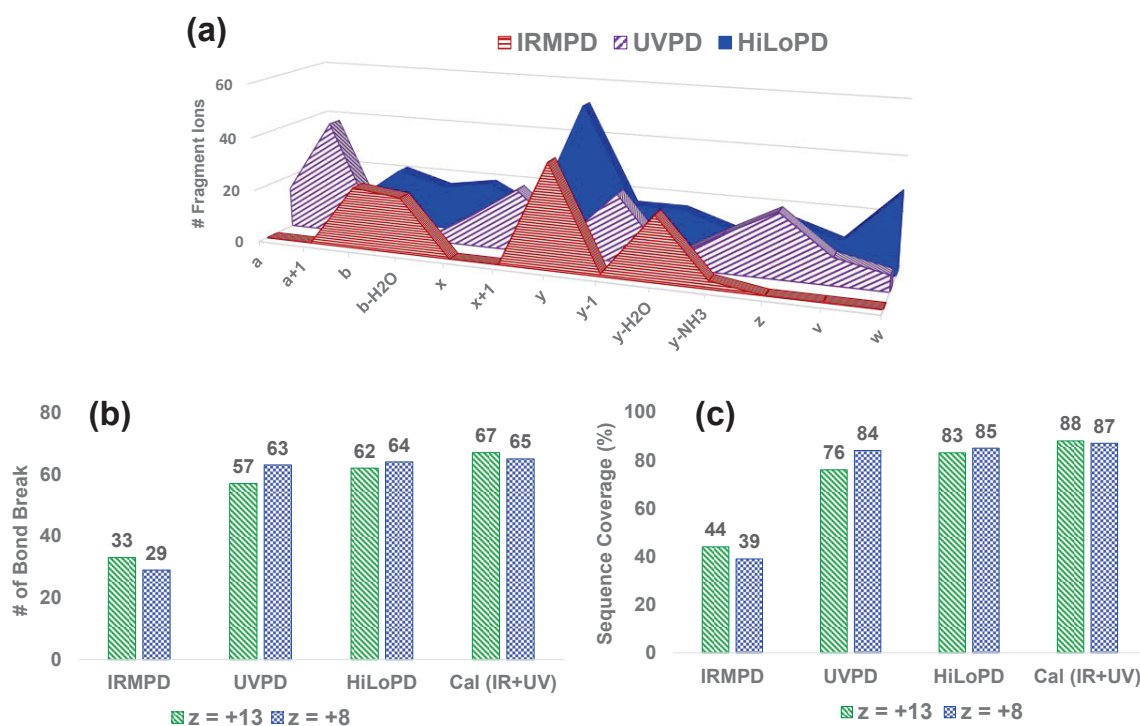 (a)
IRMPD UVPD HiLoPD
# Fragment Ions
60
40
20
0
a
a+1
b
b-H2O
x
x+1
y
y-1
y-H2O
y-NH3
z
v
w
(b)
# of Bond Break
80
60
40
20
0
33 29 57 63 62 64 67 65
IRMPD UVPD HiLoPD Cal (IR+UV)
z = +13 z = +8
(c)
Sequence Coverage (%)
100
80
60
40
20
0
44 39 76 84 83 85 88 87
IRMPD UVPD HiLoPD Cal (IR+UV)
z = +13 z = +8